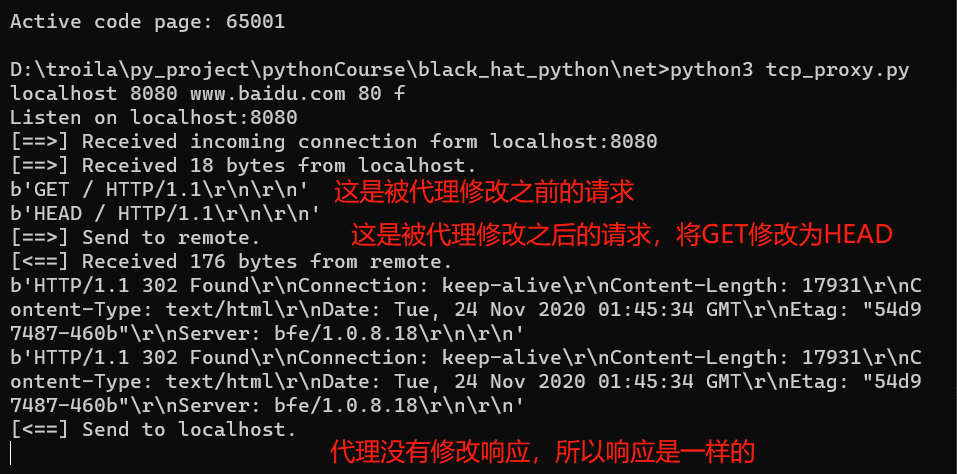 Active code page: 65001
D:\troila\py_project\pythonCourse\black_hat_python\net>python3 tcp_proxy.py
localhost 8080 www.baidu.com 80 f
Listen on localhost:8080
[==>] Received incoming connection form localhost:8080
[==>] Received 18 bytes from localhost.
b'GET / HTTP/1.1\r\n\r\n' 这是被代理修改之前的请求
b'HEAD / HTTP/1.1\r\n\r\n'
[==>] Send to remote. 这是被代理修改之后的请求，将GET修改为HEAD
[<==] Received 176 bytes from remote.
b'HTTP/1.1 302 Found\r\nConnection: keep-alive\r\nContent-Length: 17931\r\nC
ontent-Type: text/html\r\nDate: Tue, 24 Nov 2020 01:45:34 GMT\r\nEtag: "54d9
7487-460b"\r\nServer: bfe/1.0.8.18\r\n\r\n'
b'HTTP/1.1 302 Found\r\nConnection: keep-alive\r\nContent-Length: 17931\r\nC
ontent-Type: text/html\r\nDate: Tue, 24 Nov 2020 01:45:34 GMT\r\nEtag: "54d9
7487-460b"\r\nServer: bfe/1.0.8.18\r\n\r\n'
[<==] Send to localhost.
代理没有修改响应，所以响应是一样的